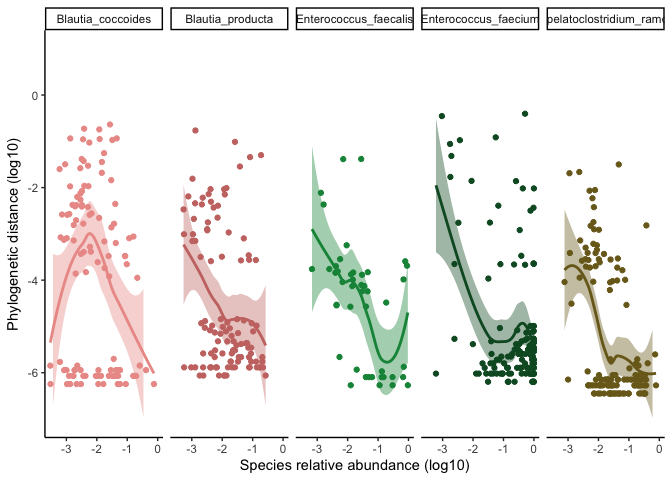 Blautia_coccoides Blautia_producta Enterococcus_faecalis Enterococcus_faecium pelatoclostridium_ramo
Phylogenetic distance (log10)
0
-2
-4
-6
-3 -2 -1 0 -3 -2 -1 0 -3 -2 -1 0 -3 -2 -1 0 -3 -2 -1 0
Species relative abundance (log10)